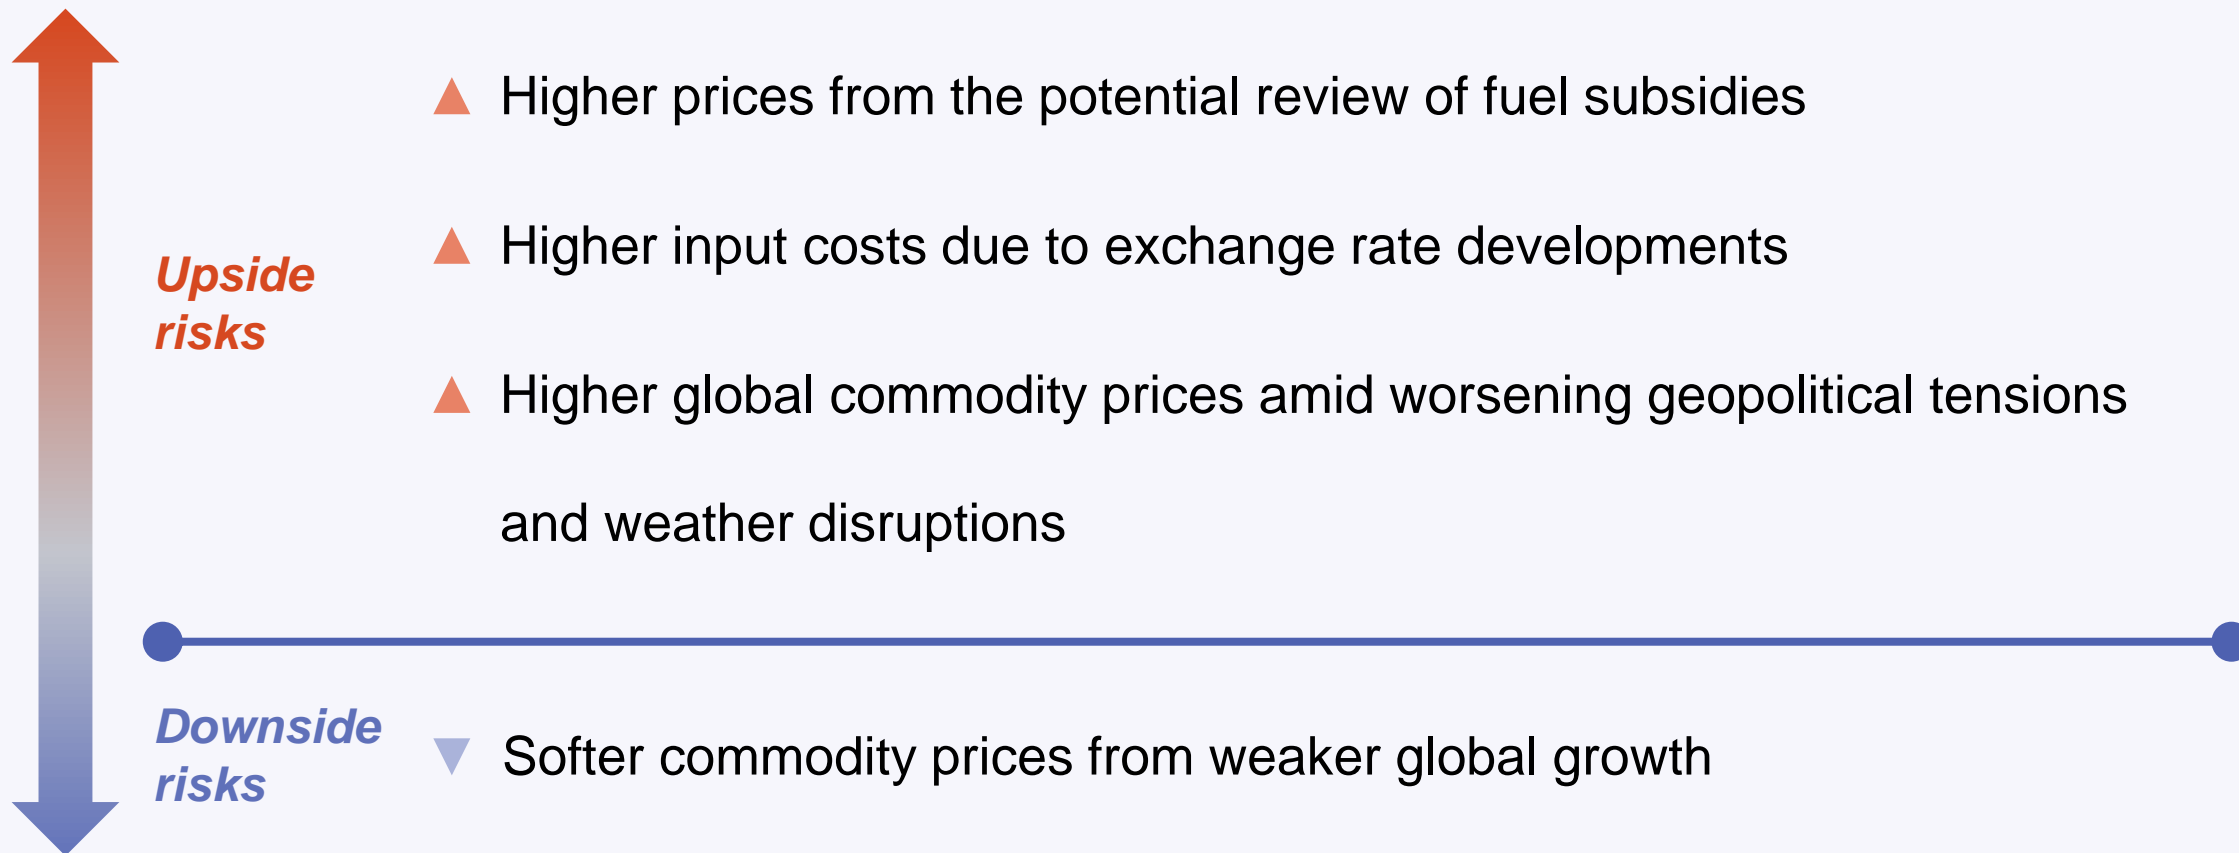 Upside
risks
▲ Higher prices from the potential review of fuel subsidies
▲ Higher input costs due to exchange rate developments
▲ Higher global commodity prices amid worsening geopolitical tensions
and weather disruptions
Downside
risks
▼ Softer commodity prices from weaker global growth